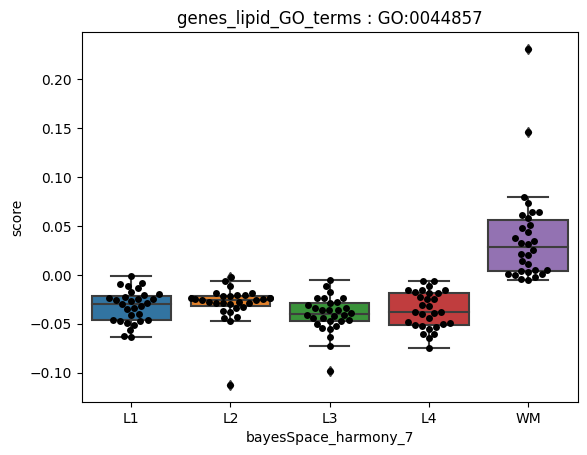 genes_lipid_GO_terms : GO:0044857
0.20
0.15
0.10
0.05
0.00
−0.05
−0.10
score
L1 L2 L3 L4 WM
bayesSpace_harmony_7